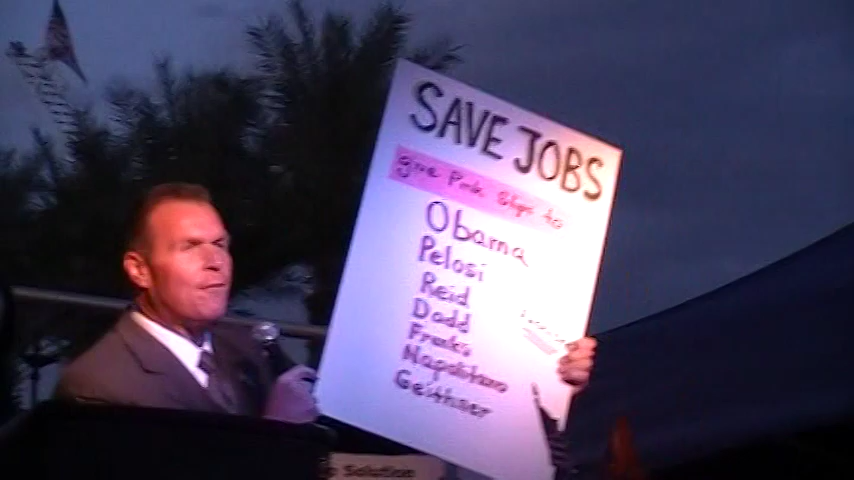 SAVE JOBS
give Pink Slips to
Obama
Pelosi
Reid
Dodd
Franks
Napolitano
Geithner
Solution